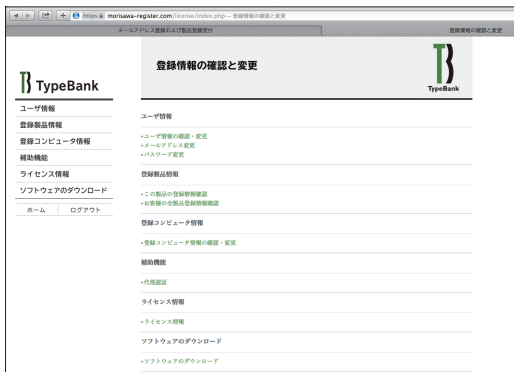 https morisawa-register.com/license/index.php — 登録情報の確認と変更
メールアドレス登録および製品登録受付
登録情報の確認と変更
TypeBank
登録情報の確認と変更
TypeBank
ユーザ情報
登録製品情報
登録コンピュータ情報
補助機能
ライセンス情報
ソフトウェアのダウンロード
ホーム
ログアウト
ユーザ情報
・ユーザ情報の確認・変更
・メールアドレス変更
・パスワード変更
登録製品情報
・この製品の登録情報確認
・お客様の全製品登録情報確認
登録コンピュータ情報
・登録コンピュータ情報の確認・変更
補助機能
・代理認証
ライセンス情報
・ライセンス情報
ソフトウェアのダウンロード
・ソフトウェアのダウンロード